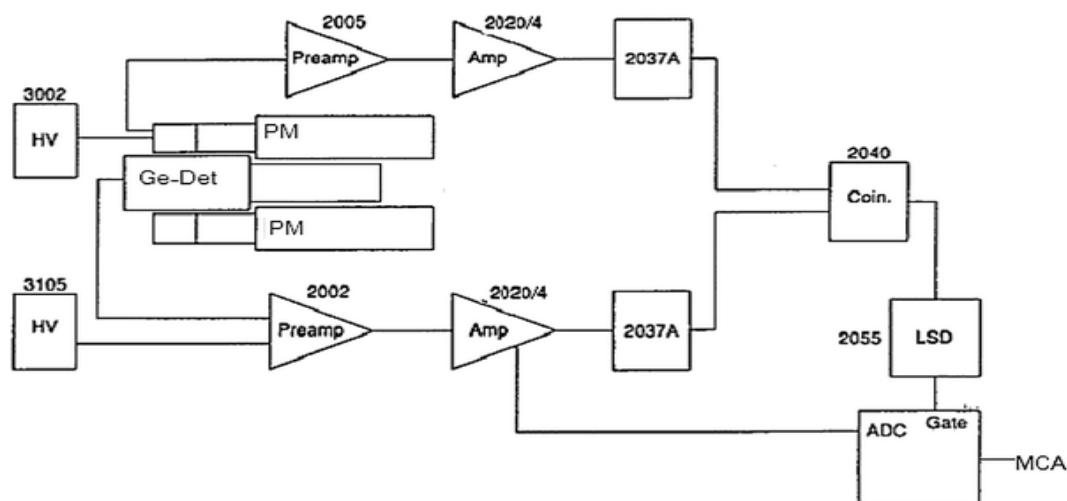 2005
Preamp
2020/4
Amp
2037A
3002
HV
PM
Ge-Det
PM
2040
Coin.
3105
HV
2002
Preamp
2020/4
Amp
2037A
2055
LSD
ADC
Gate
MCA